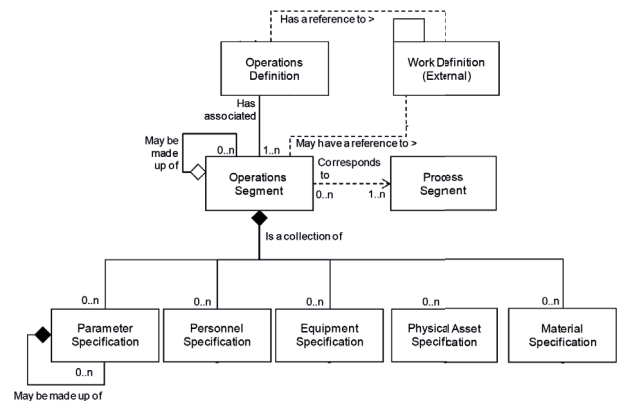 Has a reference to >
Operations
Definition
Work Definition
(External)
Has
associated
May be
made
up of
0..n
1..n
May have a reference to >
Operations
Segment
Corresponds
to
0..n
1..n
Process
Segment
Is a collection of
0..n
0..n
0..n
0..n
0..n
Parameter
Specification
Personnel
Specification
Equipment
Specification
Physical Asset
Specification
Material
Specification
0..n
May be made up of